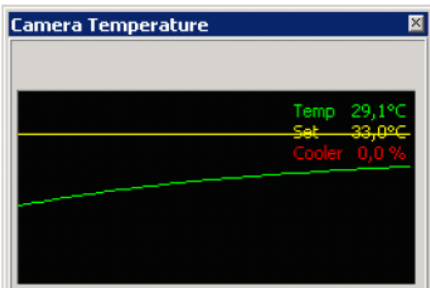 Camera Temperature
Temp 29,1°C
Set 33,0°C
Cooler 0,0 %